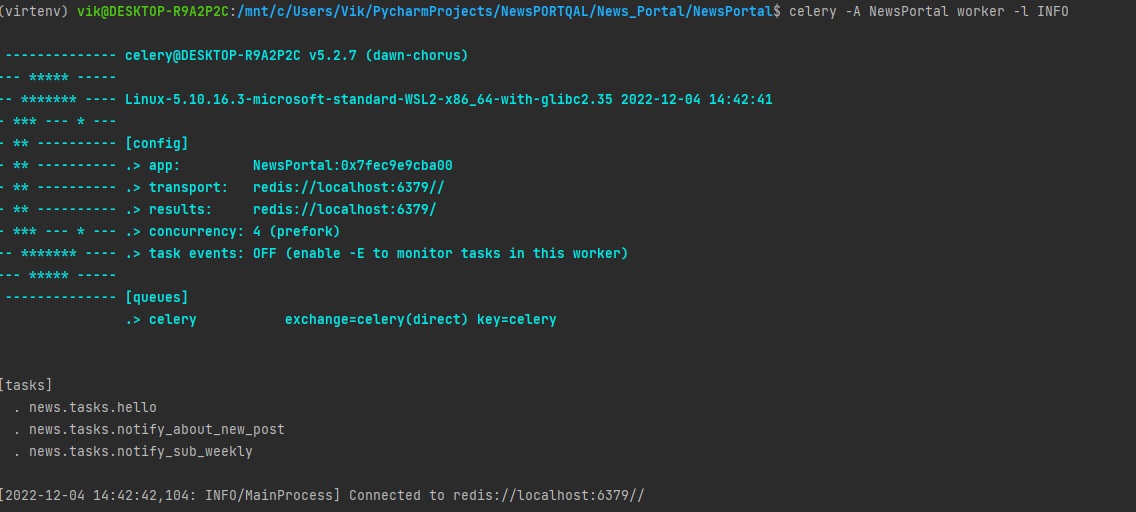 (virtenv) vik@DESKTOP-R9A2P2C:/mnt/c/Users/Vik/PycharmProjects/NewsPORTQAL/News_Portal/NewsPortal$ celery -A NewsPortal worker -l INFO
-------------- celery@DESKTOP-R9A2P2C v5.2.7 (dawn-chorus)
--- ***** -----
-- ******* ---- Linux-5.10.16.3-microsoft-standard-WSL2-x86_64-with-glibc2.35 2022-12-04 14:42:41
- *** --- * ---
- ** ---------- [config]
- ** ---------- .> app:         NewsPortal:0x7fec9e9cba00
- ** ---------- .> transport:   redis://localhost:6379//
- ** ---------- .> results:     redis://localhost:6379/
- *** --- * --- .> concurrency: 4 (prefork)
-- ******* ---- .> task events: OFF (enable -E to monitor tasks in this worker)
--- ***** -----
-------------- [queues]
.> celery           exchange=celery(direct) key=celery
[tasks]
. news.tasks.hello
. news.tasks.notify_about_new_post
. news.tasks.notify_sub_weekly
[2022-12-04 14:42:42,104: INFO/MainProcess] Connected to redis://localhost:6379//